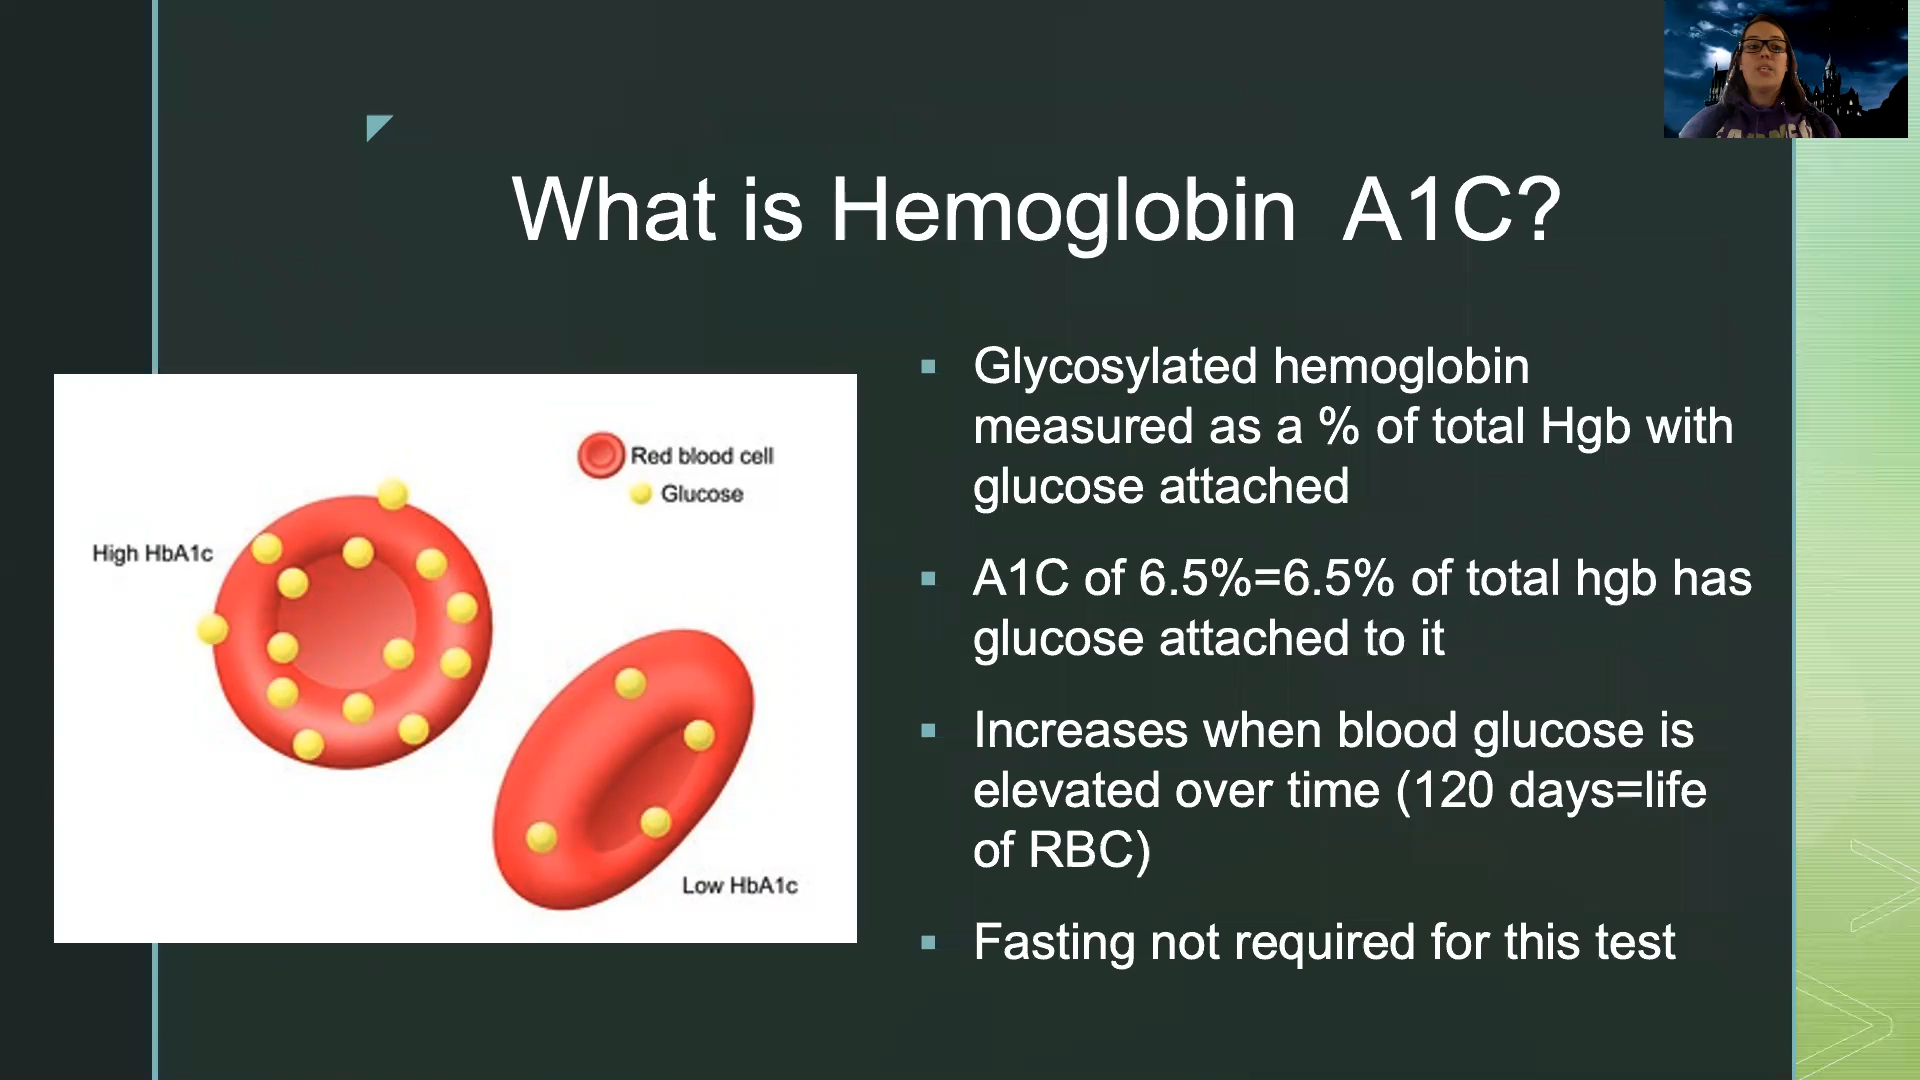 What is Hemoglobin  A1C?
Red blood cell
Glucose
High HbA1c
Low HbA1c
Glycosylated hemoglobin
measured as a % of total Hgb with
glucose attached
A1C of 6.5%=6.5% of total hgb has
glucose attached to it
Increases when blood glucose is
elevated over time (120 days=life
of RBC)
Fasting not required for this test